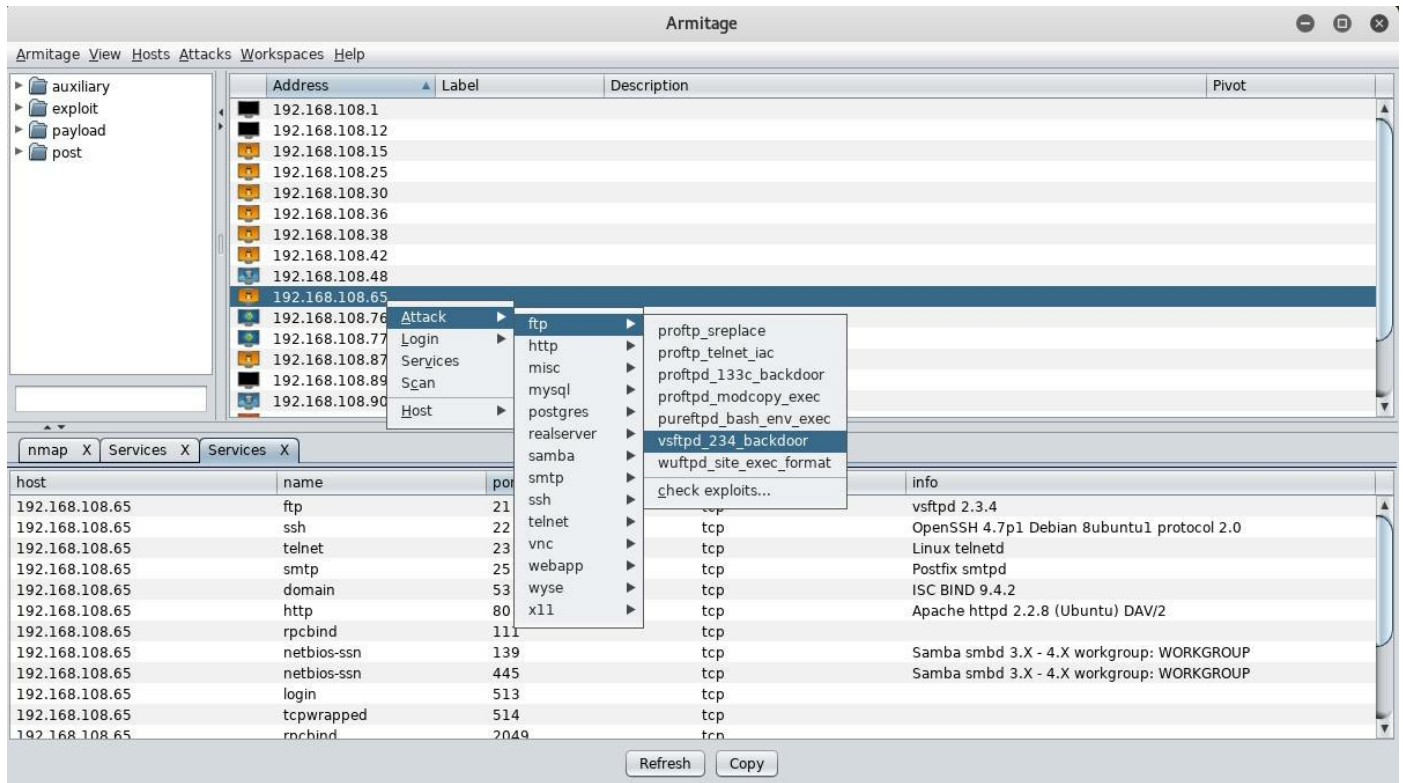 Armitage
Armitage View Hosts Attacks Workspaces Help
auxiliary
exploit
payload
post
Address Label Description Pivot
192.168.108.1
192.168.108.12
192.168.108.15
192.168.108.25
192.168.108.30
192.168.108.36
192.168.108.38
192.168.108.42
192.168.108.48
192.168.108.65
192.168.108.76
192.168.108.77
192.168.108.87
192.168.108.89
192.168.108.90
Attack
Login
Services
Scan
Host
ftp
http
misc
mysql
postgres
realserver
samba
smtp
ssh
telnet
vnc
webapp
wyse
x11
proftp_sreplace
proftp_telnet_iac
proftpd_133c_backdoor
proftpd_modcopy_exec
pureftpd_bash_env_exec
vsftpd_234_backdoor
wuftpd_site_exec_format
check exploits...
nmap X Services X Services X
host name por info
192.168.108.65 ftp 21 tcp vsftpd 2.3.4
192.168.108.65 ssh 22 tcp OpenSSH 4.7p1 Debian 8ubuntu1 protocol 2.0
192.168.108.65 telnet 23 tcp Linux telnetd
192.168.108.65 smtp 25 tcp Postfix smtpd
192.168.108.65 domain 53 tcp ISC BIND 9.4.2
192.168.108.65 http 80 tcp Apache httpd 2.2.8 (Ubuntu) DAV/2
192.168.108.65 rpcbind 111 tcp
192.168.108.65 netbios-ssn 139 tcp Samba smbd 3.X - 4.X workgroup: WORKGROUP
192.168.108.65 netbios-ssn 445 tcp Samba smbd 3.X - 4.X workgroup: WORKGROUP
192.168.108.65 login 513 tcp
192.168.108.65 tcpwrapped 514 tcp
192.168.108.65 rpcbind 2049 tcp
Refresh Copy